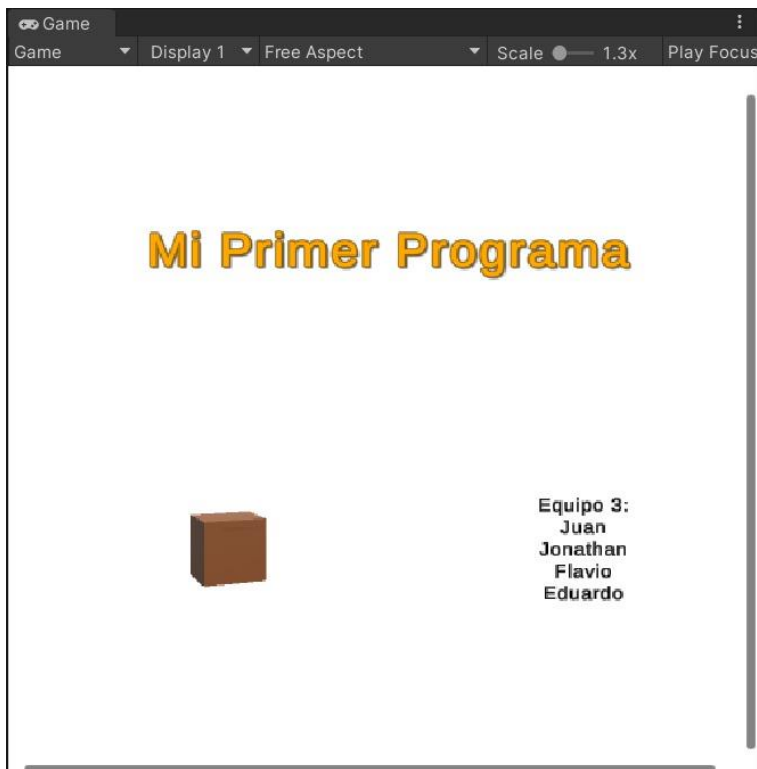 Game
Game Display 1 Free Aspect Scale 1.3x Play Focus
Mi Primer Programa
Equipo 3:
Juan
Jonathan
Flavio
Eduardo